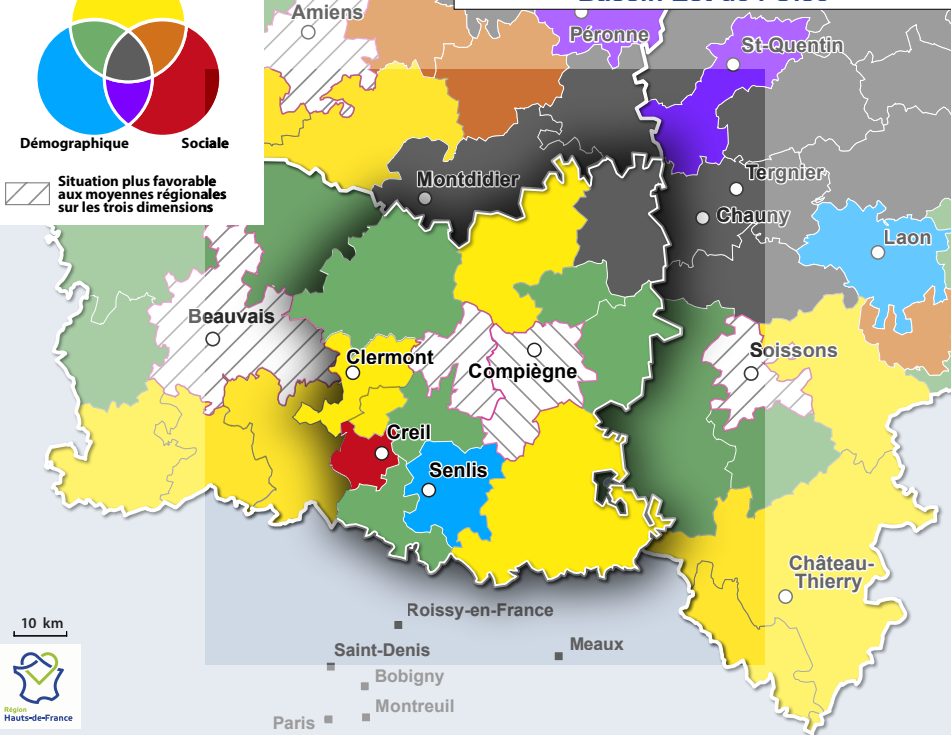 Amiens
Péronne
St-Quentin
Démographique
Sociale
Situation plus favorable
aux moyennes régionales
sur les trois dimensions
Montdidier
Tergnier
Chauny
Laon
Beauvais
Clermont
Compiègne
Soissons
Creil
Senlis
Château-
Thierry
Roissy-en-France
10 km
Saint-Denis
Meaux
Bobigny
Montreuil
Paris
Région
Hauts-de-France